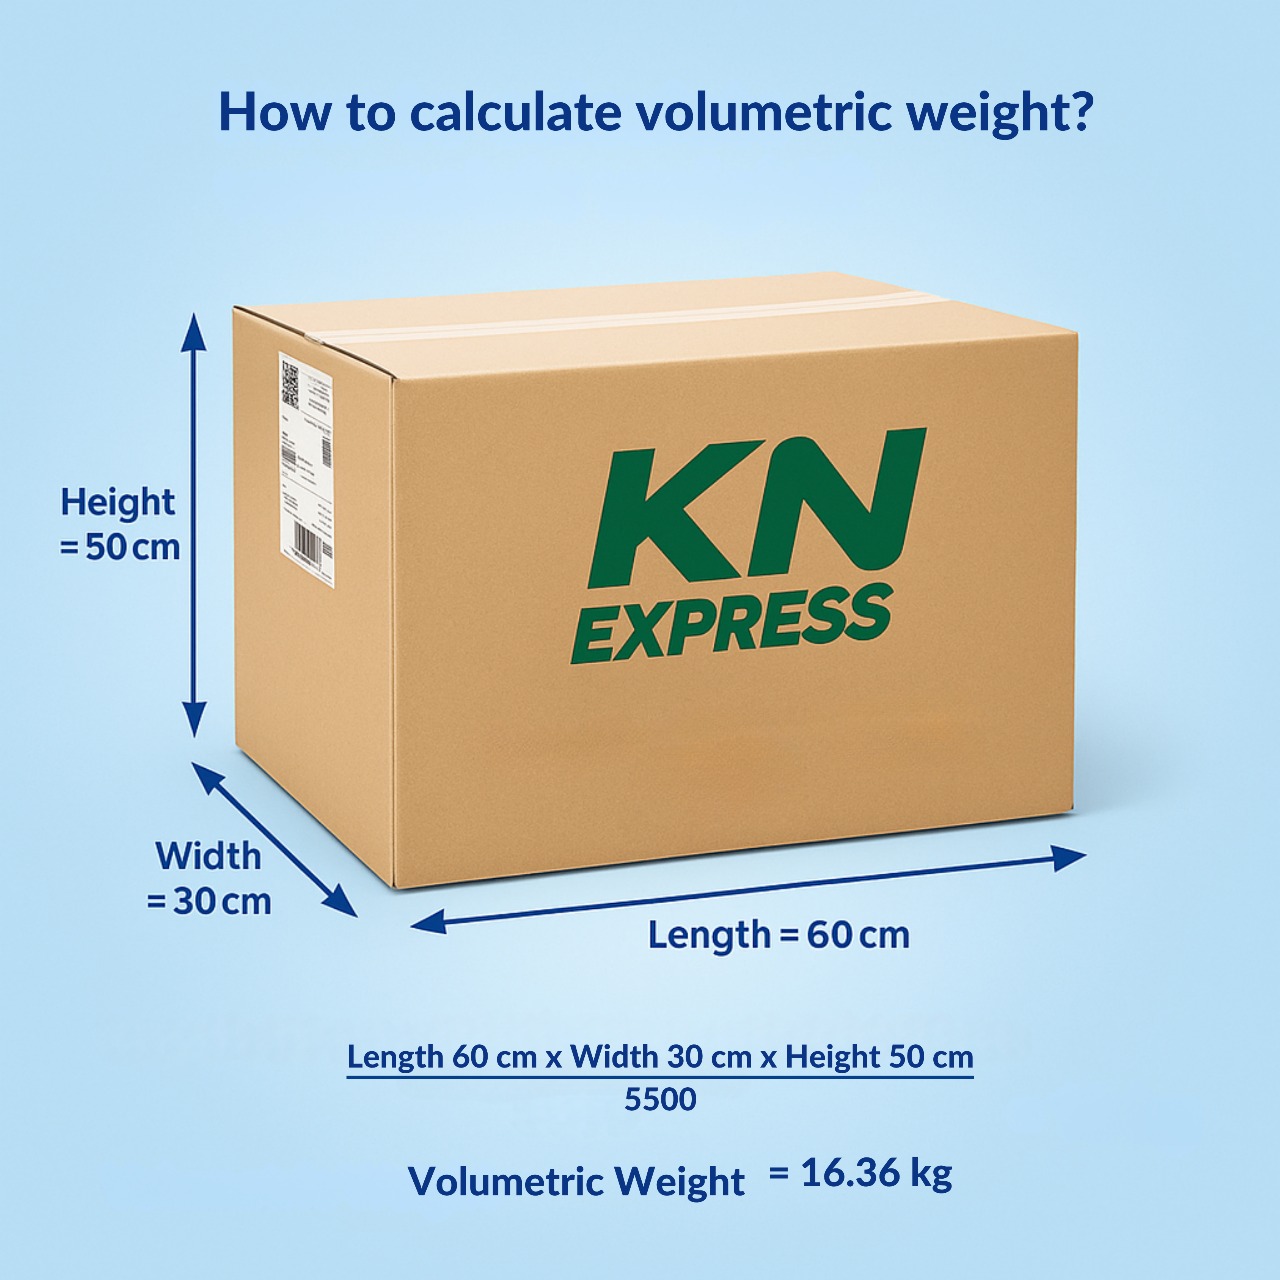 How to calculate volumetric weight?
KN
EXPRESS
Height
= 50 cm
Width
= 30 cm
Length = 60 cm
Length 60 cm x Width 30 cm x Height 50 cm
5500
Volumetric Weight = 16.36 kg